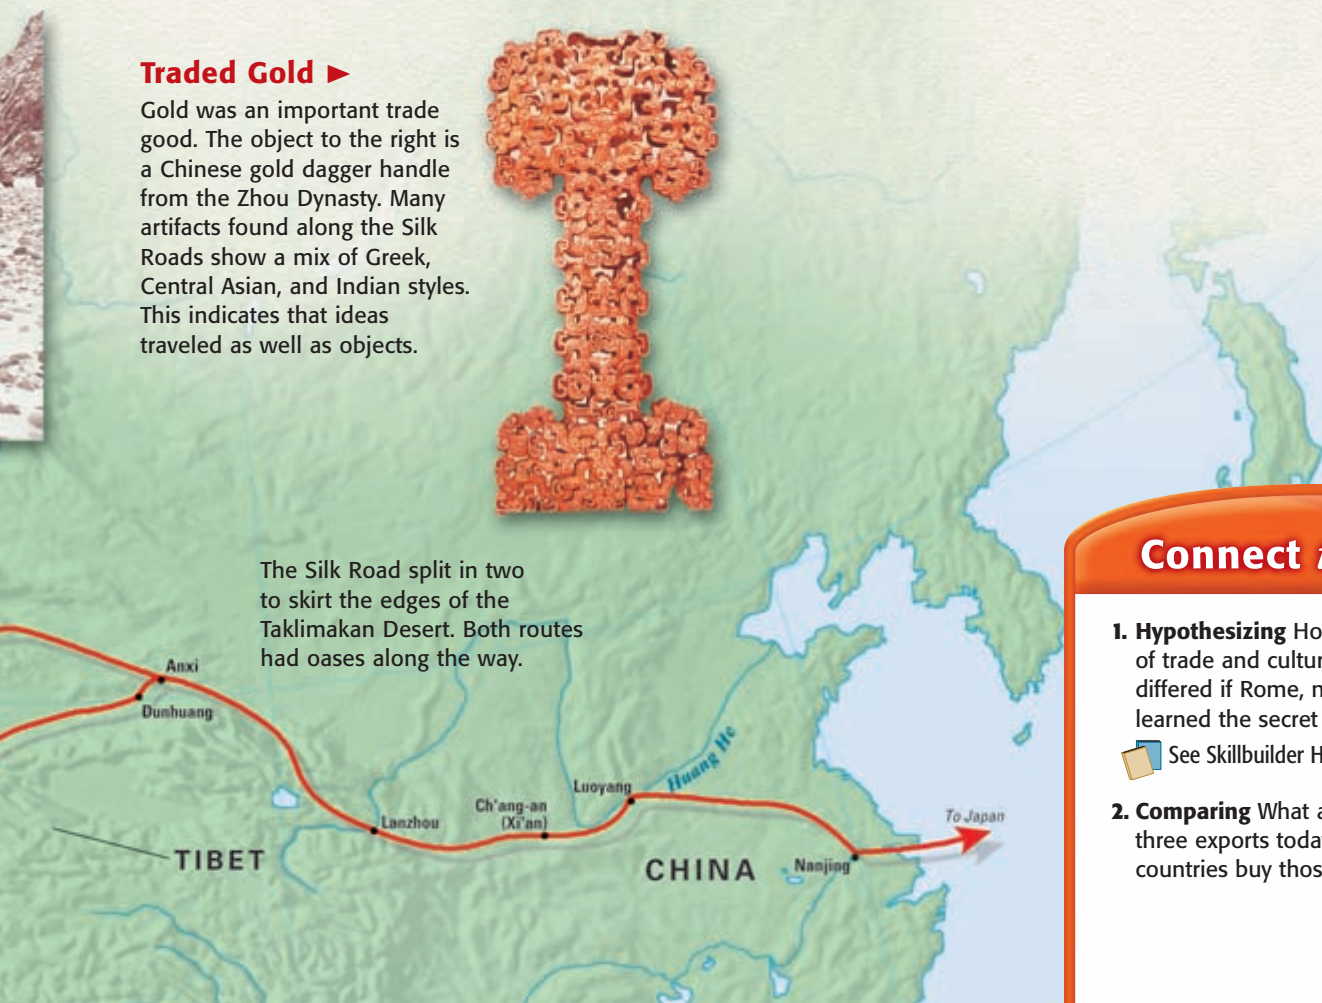 Traded Gold ►
Gold was an important trade
good. The object to the right is
a Chinese gold dagger handle
from the Zhou Dynasty. Many
artifacts found along the Silk
Roads show a mix of Greek,
Central Asian, and Indian styles.
This indicates that ideas
traveled as well as objects.
The Silk Road split in two
to skirt the edges of the
Taklimakan Desert. Both routes
had oases along the way.
Anxi
Dunhuang
Lanzhou
Ch'ang-an
(Xi'an)
Luoyang
Huang He
Nanjing
To Japan
TIBET
CHINA
Connect
1. Hypothesizing Ho
of trade and cultur
differed if Rome, n
learned the secret
See Skillbuilder H
2. Comparing What a
three exports toda
countries buy thos